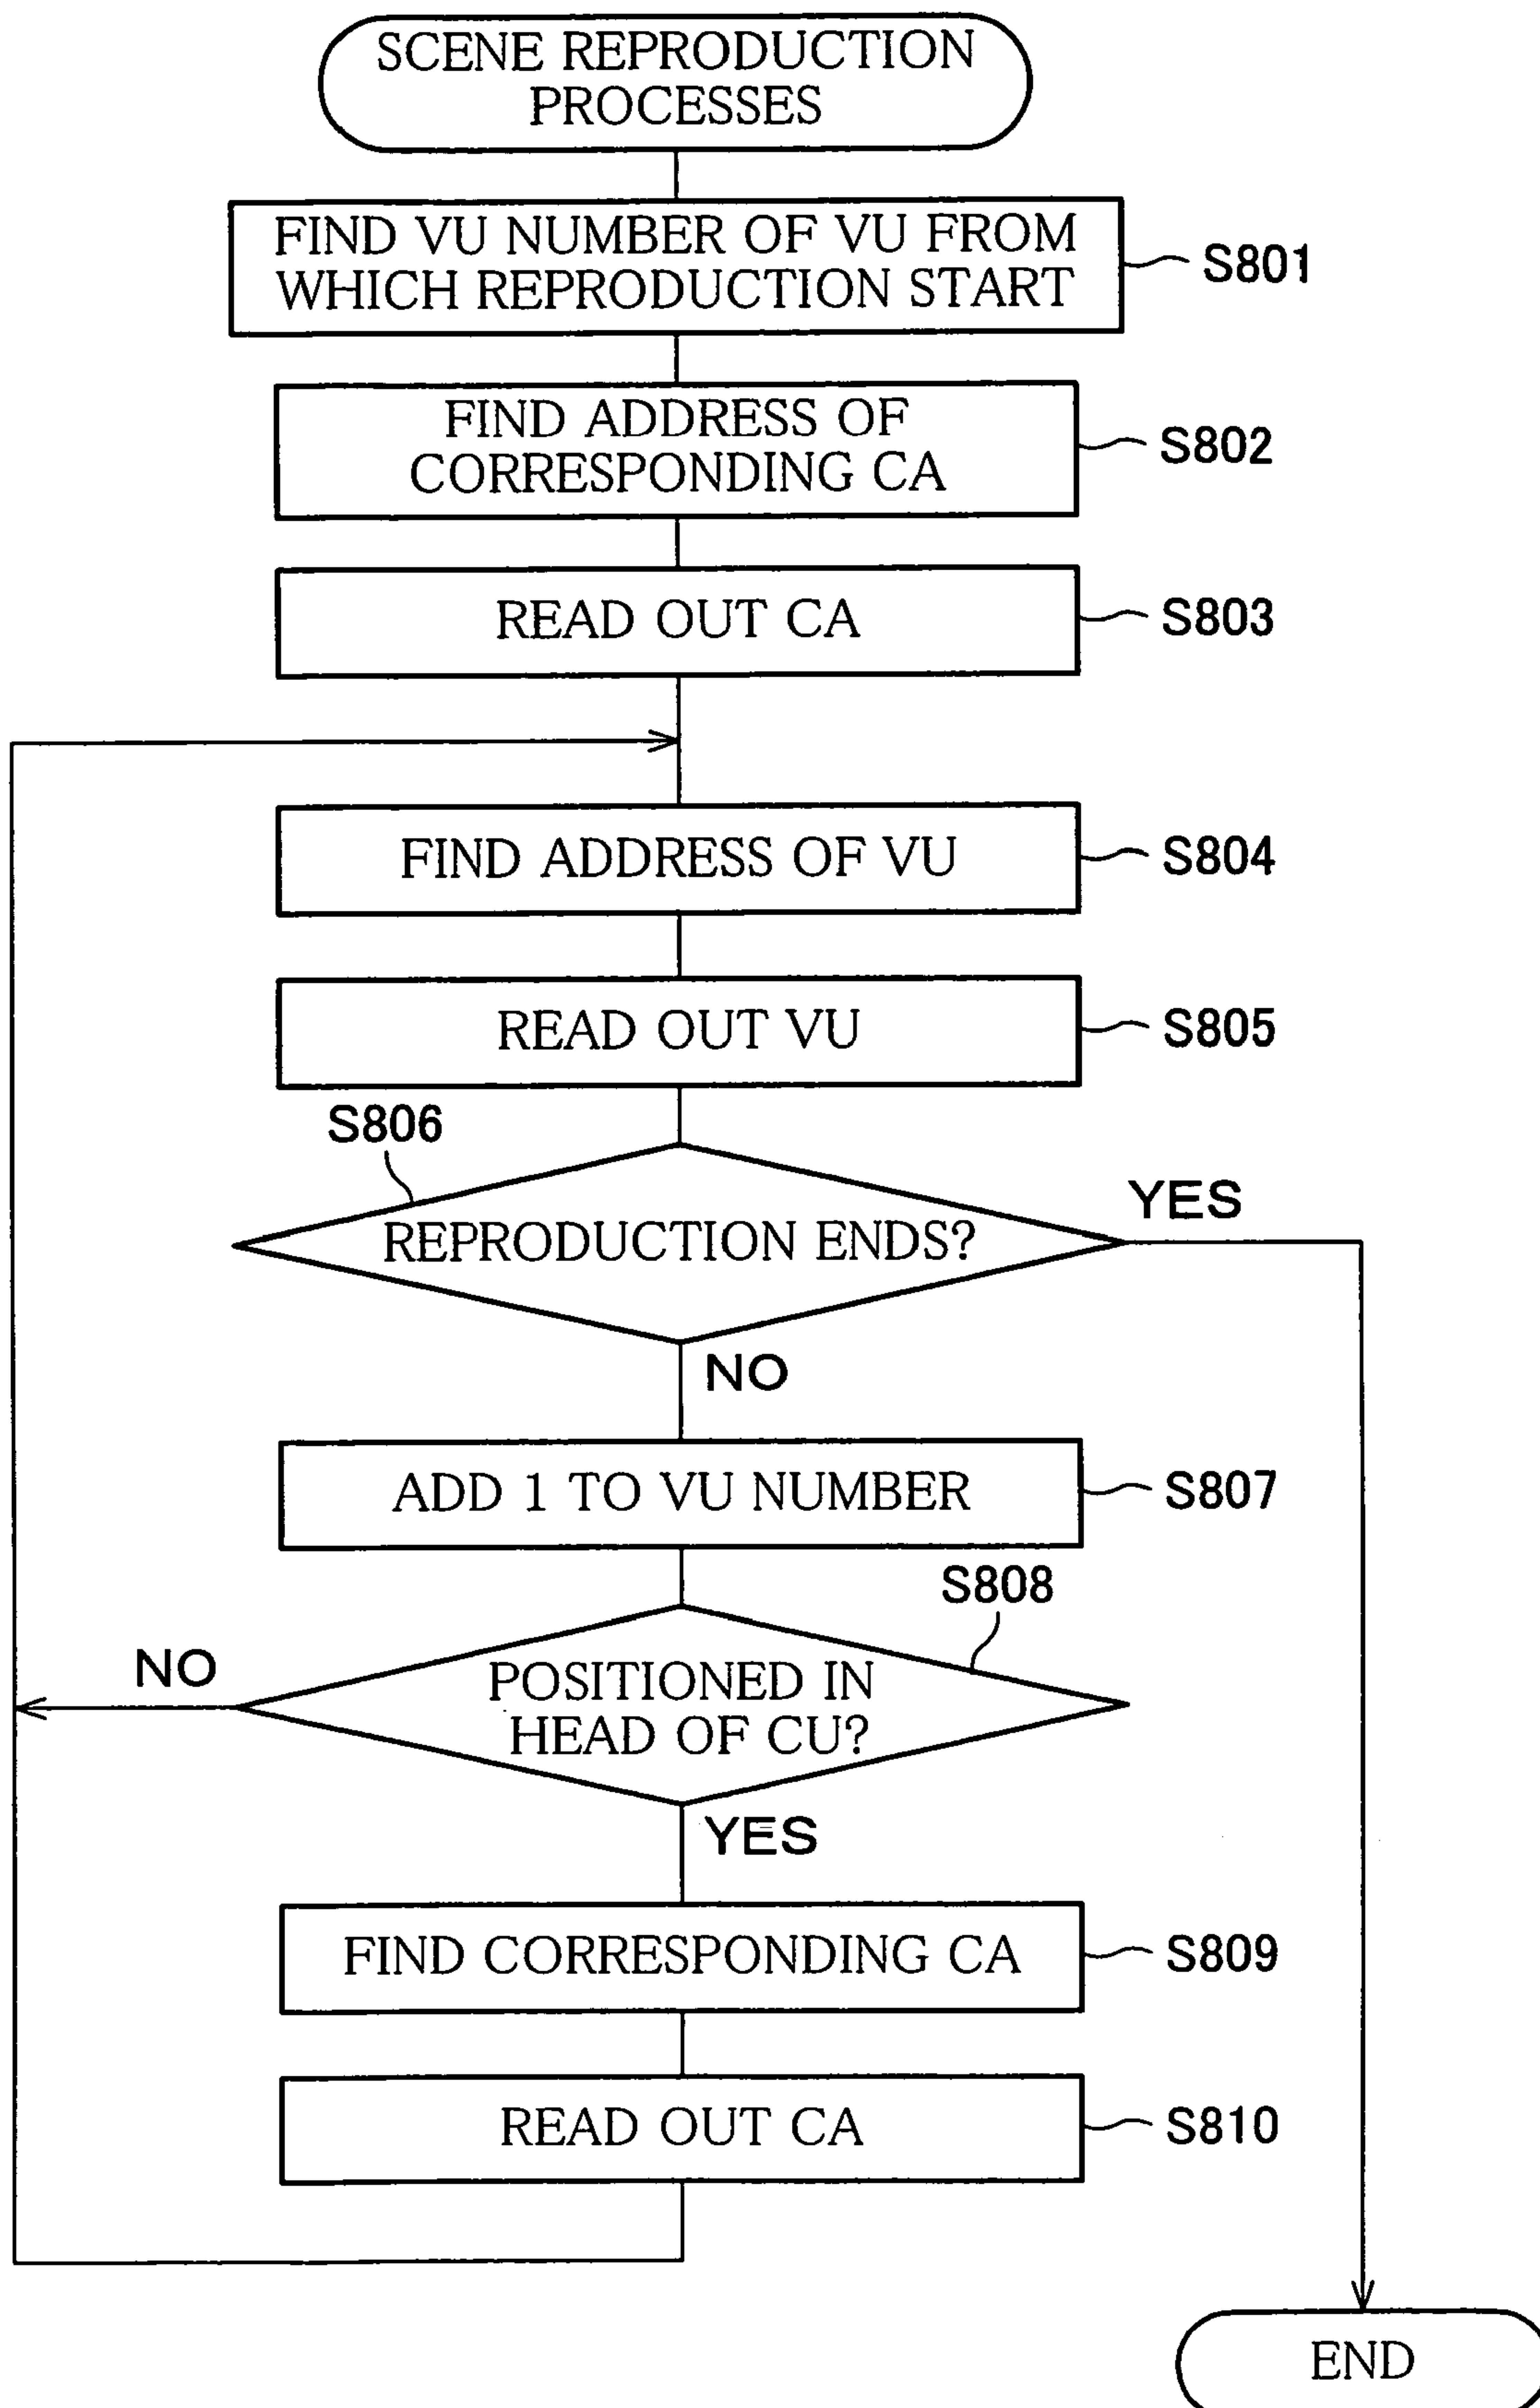 SCENE REPRODUCTION
PROCESSES
FIND VU NUMBER OF VU FROM
WHICH REPRODUCTION START
S801
FIND ADDRESS OF
CORRESPONDING CA
S802
READ OUT CA
S803
FIND ADDRESS OF VU
S804
READ OUT VU
S805
S806
REPRODUCTION ENDS?
YES
NO
ADD 1 TO VU NUMBER
S807
S808
POSITIONED IN
HEAD OF CU?
NO
YES
FIND CORRESPONDING CA
S809
READ OUT CA
S810
END